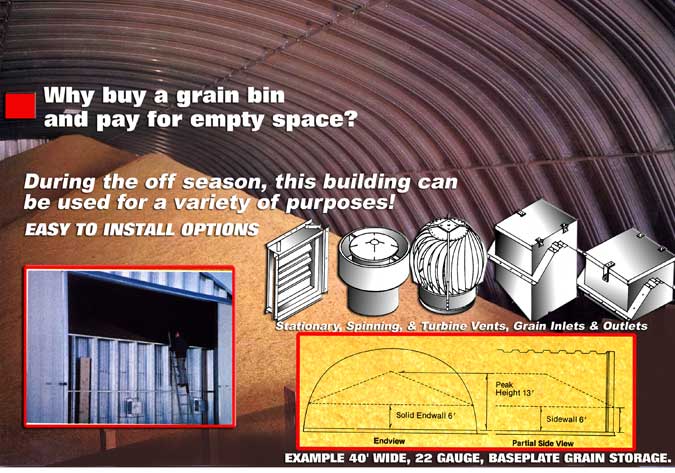 Why buy a grain bin
and pay for empty space?
During the off season, this building can
be used for a variety of purposes!
EASY TO INSTALL OPTIONS
Stationary, Spinning, & Turbine Vents, Grain Inlets & Outlets
Peak
Height 13'
Solid Endwall 6'
Sidewall 6'
Endview
Partial Side View
EXAMPLE 40' WIDE, 22 GAUGE, BASEPLATE GRAIN STORAGE.